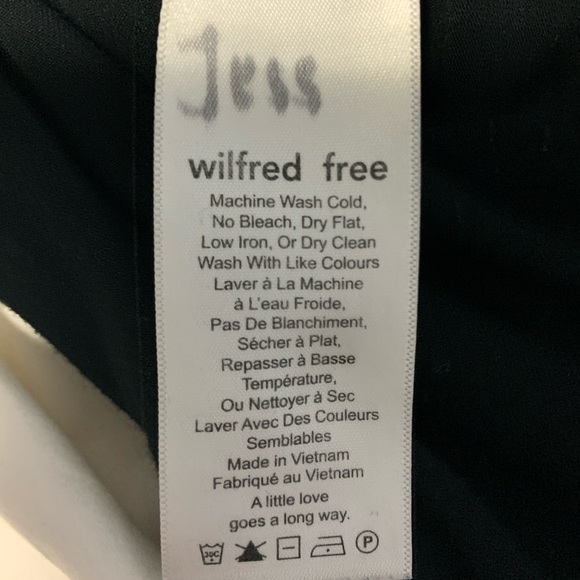 Jess
wilfred free
Machine Wash Cold,
No Bleach, Dry Flat,
Low Iron, Or Dry Clean
Wash With Like Colours
Laver à La Machine
à L'eau Froide,
Pas De Blanchiment,
Sécher à Plat,
Repasser à Basse
Température,
Ou Nettoyer à Sec
Laver Avec Des Couleurs
Semblables
Made in Vietnam
Fabriqué au Vietnam
A little love
goes a long way.
30C P